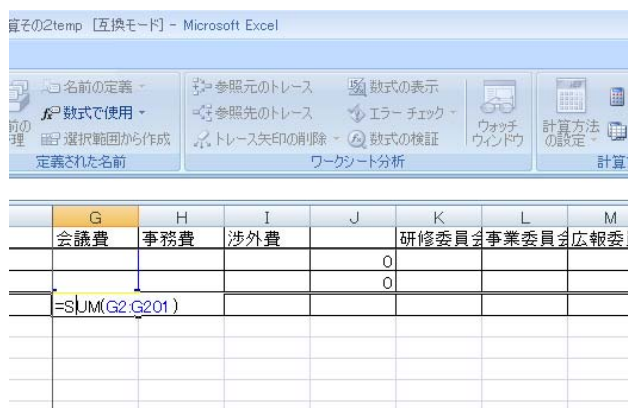 算その2temp [互換モード] - Microsoft Excel
名前の定義
数式で使用
選択範囲から作成
前の
理
定義された名前
参照元のトレース
参照先のトレース
トレース矢印の削除
数式の表示
エラー チェック
数式の検証
ウォッチ
ウィンドウ
ワークシート分析
計算方法
の設定
計算
G H I J K L M
会議費 事務費 渉外費 研修委員会 事業委員会 広報委
0
0
=SUM(G2:G201)